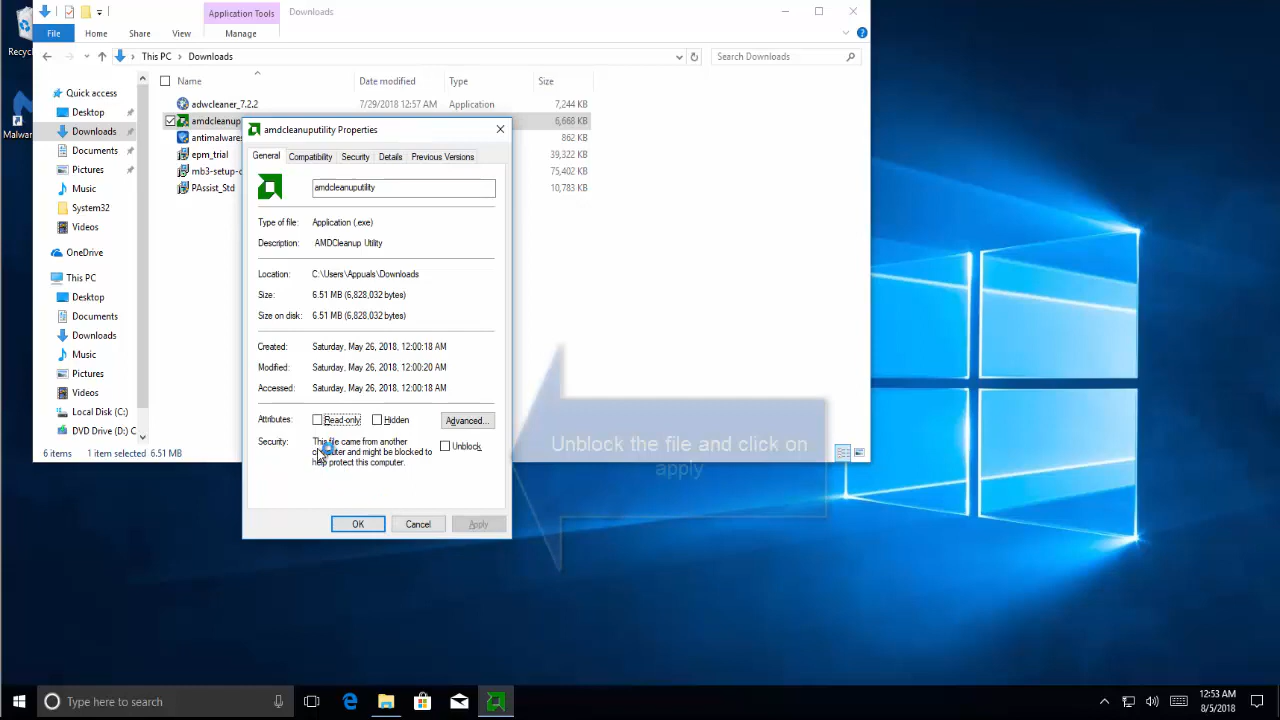 Application Tools
Downloads
File
Home
Share
View
Manage
This PC
Downloads
Search Downloads
Name
Date modified
Type
Size
Quick access
Desktop
Downloads
Documents
Pictures
Music
System32
Videos
OneDrive
This PC
Desktop
Documents
Downloads
Music
Pictures
Videos
Local Disk (C:)
DVD Drive (D:) C
adwcleaner_7.2.2
7/29/2018 12:57 AM
Application
7,244 KB
amdcleanup
6,668 KB
antimalwares
862 KB
epm_trial
39,322 KB
mb3-setup-c
75,402 KB
PAssist_Std
10,783 KB
6 items
1 item selected 6.51 MB
amdcleanuputility Properties
General
Compatibility
Security
Details
Previous Versions
amdcleanuputility
Type of file:
Application (.exe)
Description:
AMDCleanup Utility
Location:
C:\Users\Appuals\Downloads
Size:
6.51 MB (6,828,032 bytes)
Size on disk:
6.51 MB (6,828,032 bytes)
Created:
Saturday, May 26, 2018, 12:00:18 AM
Modified:
Saturday, May 26, 2018, 12:00:20 AM
Accessed:
Saturday, May 26, 2018, 12:00:18 AM
Attributes:
Read-only
Hidden
Advanced...
Security:
This file came from another
computer and might be blocked to
help protect this computer.
Unblock
OK
Cancel
Apply
Unblock the file and click on
apply
Recyc
Malwar
Type here to search
12:53 AM
8/5/2018